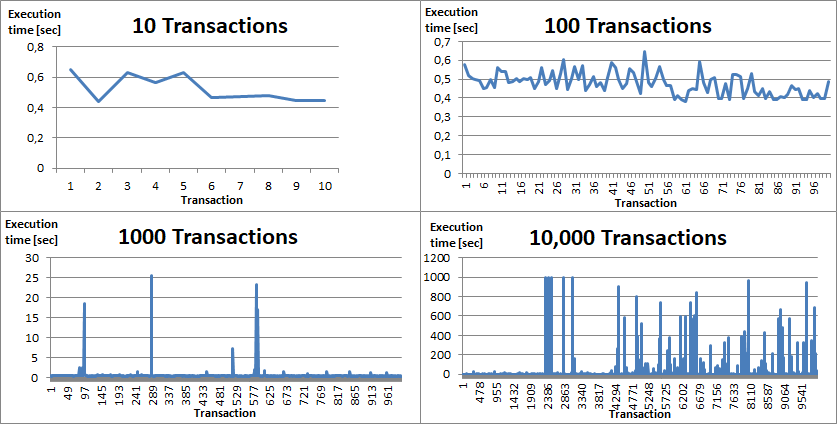 Execution
time [sec]
10 Transactions
0,8
0,6
0,4
0,2
0
1 2 3 4 5 6 7 8 9 10
Transaction
Execution
time [sec]
100 Transactions
0,7
0,6
0,5
0,4
0,3
0,2
0,1
0
1 6 11 16 21 26 31 36 41 46 51 56 61 66 71 76 81 86 91 96
Transaction
Execution
time [sec]
1000 Transactions
30
25
20
15
10
5
0
1 49 97 145 193 241 289 337 385 433 481 529 577 625 673 721 769 817 865 913 961
Transaction
Execution
time [sec]
10,000 Transactions
1200
1000
800
600
400
200
0
1 478 955 1432 1909 2386 2863 3340 3817 4294 4771 5248 5725 6202 6679 7156 7633 8110 8587 9064 9541
Transaction